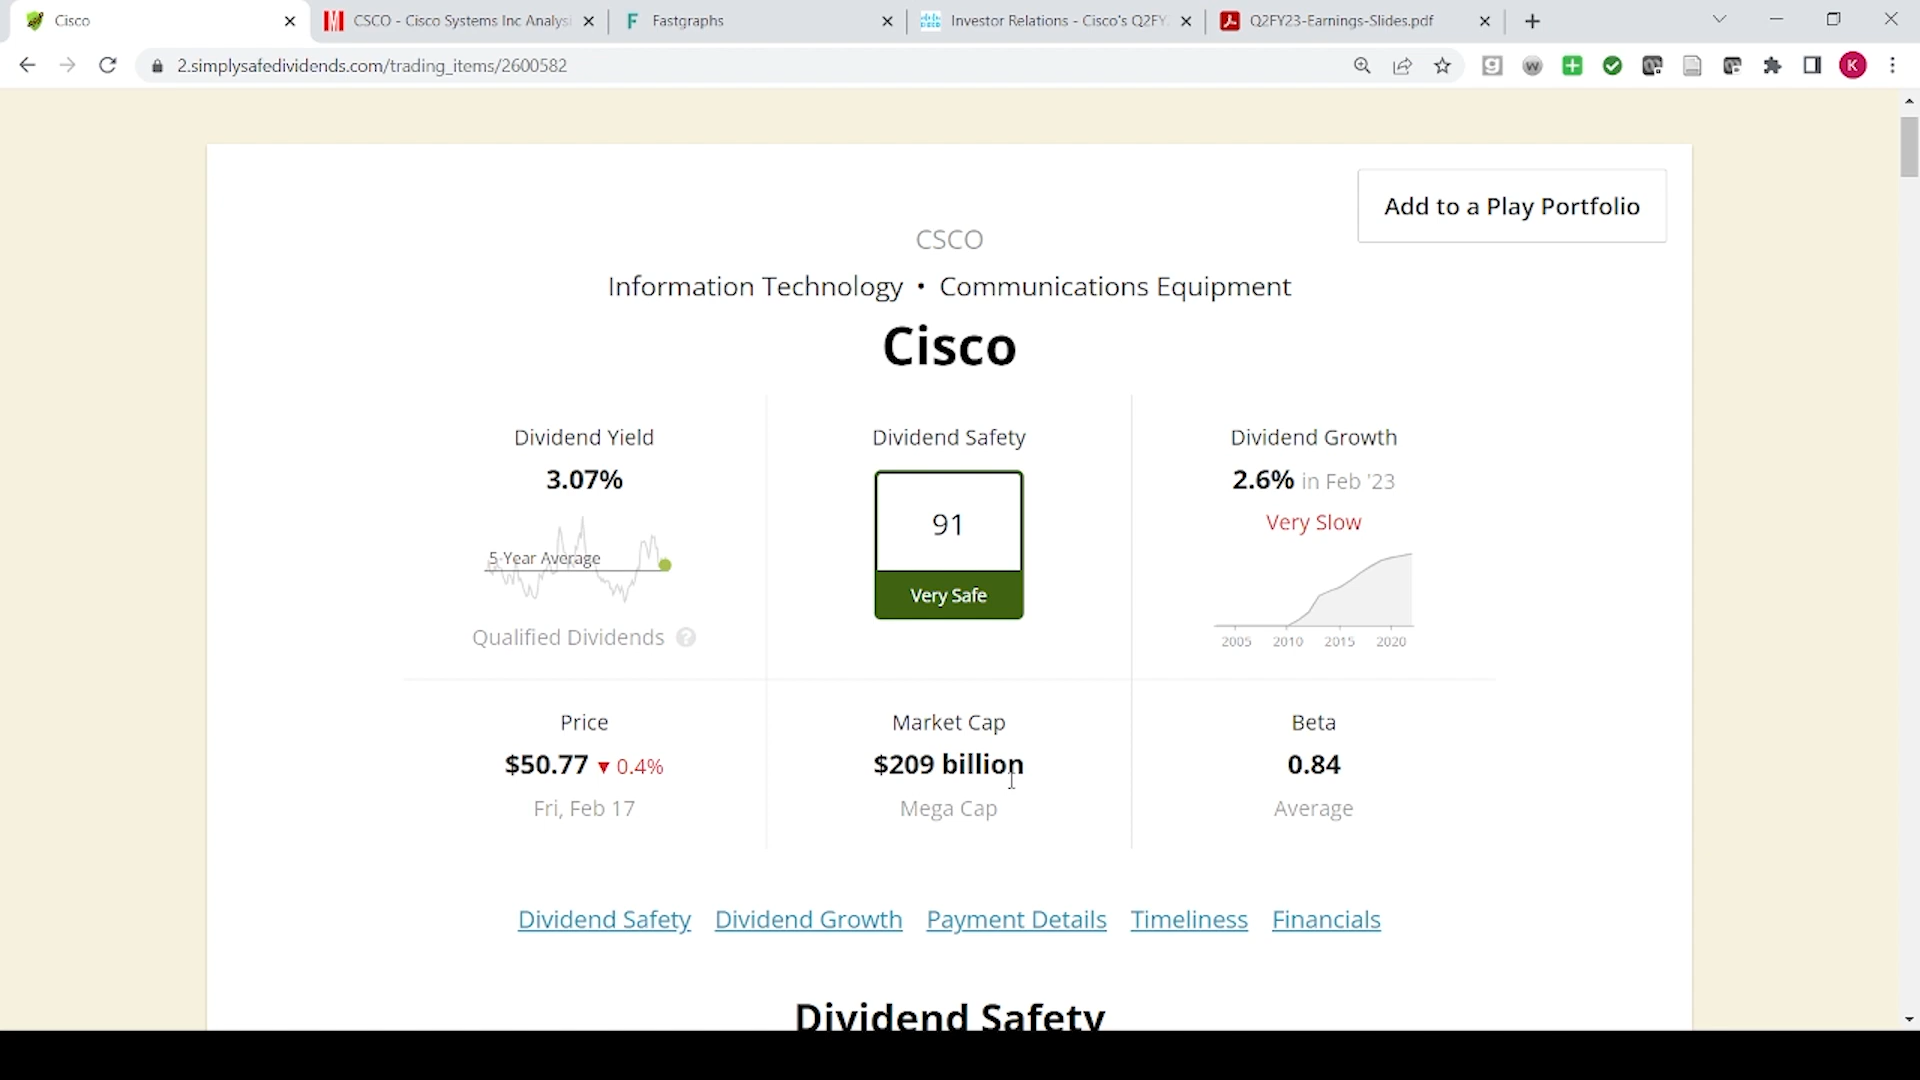 Cisco
CSCO - Cisco Systems Inc Analysi
Fastgraphs
Investor Relations - Cisco's Q2FY
Q2FY23-Earnings-Slides.pdf
2.simplysafedividends.com/trading_items/2600582
K
Add to a Play Portfolio
CSCO
Information Technology • Communications Equipment
Cisco
Dividend Yield
3.07%
5-Year Average
Qualified Dividends ?
Dividend Safety
91
Very Safe
Dividend Growth
2.6% in Feb '23
Very Slow
2005 2010 2015 2020
Price
$50.77 ▼ 0.4%
Fri, Feb 17
Market Cap
$209 billion
Mega Cap
Beta
0.84
Average
Dividend Safety Dividend Growth Payment Details Timeliness Financials
Dividend Safety